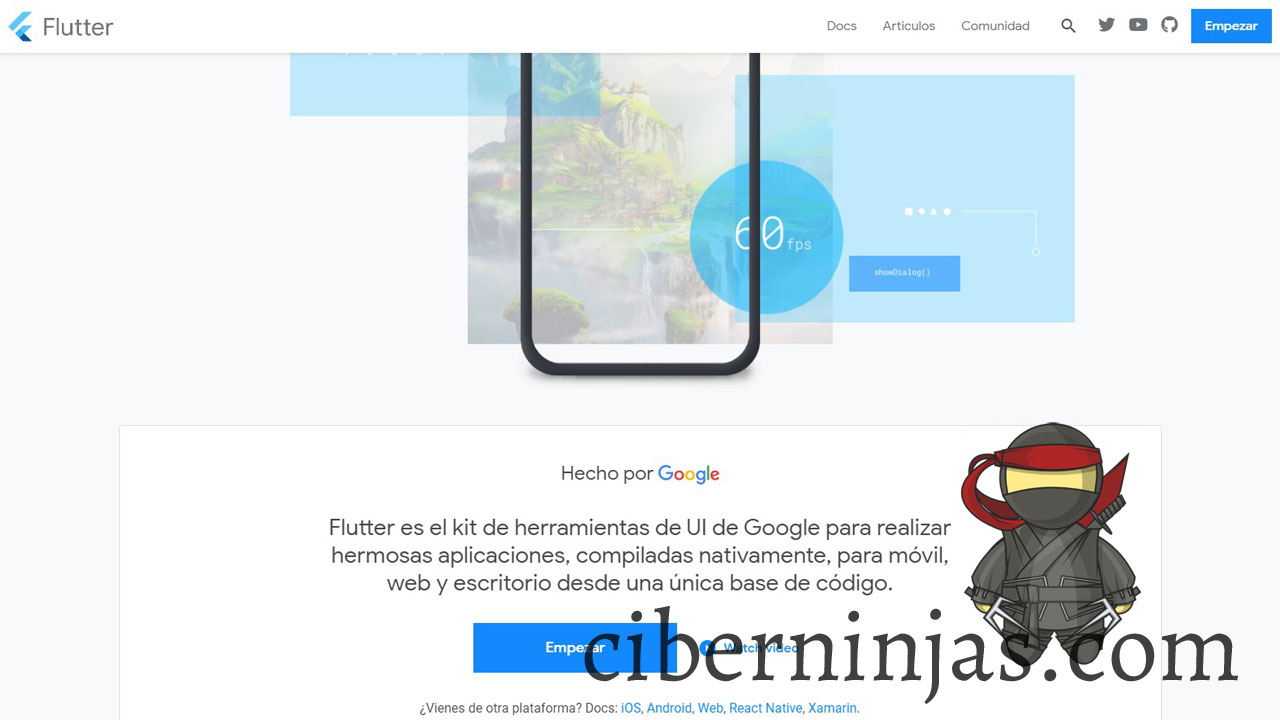 Flutter
Docs Articulos Comunidad Empezar
60 fps
showDialog()
Hecho por Google
Flutter es el kit de herramientas de UI de Google para realizar
hermosas aplicaciones, compiladas nativamente, para móvil,
web y escritorio desde una única base de código.
Empezar Watch video
ciberninjas.com
¿Vienes de otra plataforma? Docs: iOS, Android, Web, React Native, Xamarin.